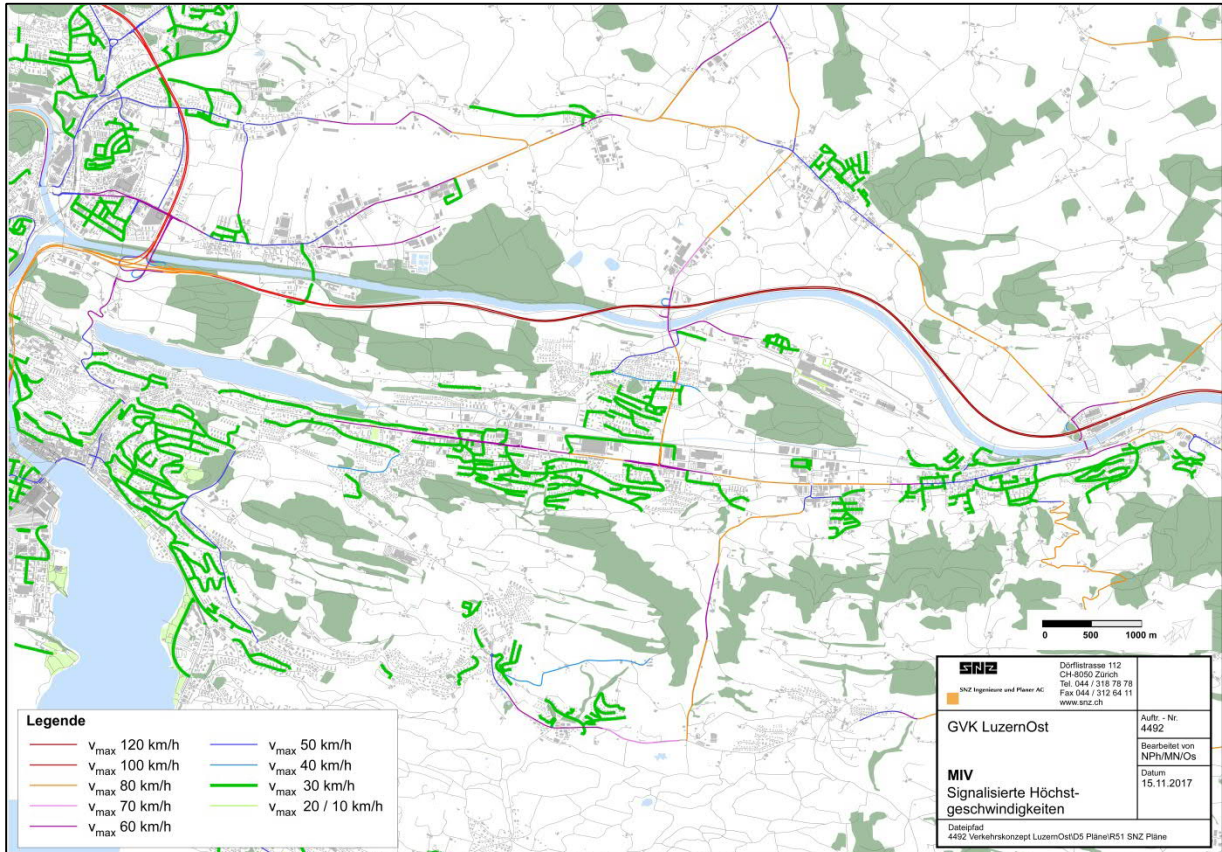 0 500 1000 m
SNZ
SNZ Ingenieure und Planer AG
Dörflistrasse 112
CH-8050 Zürich
Tel. 044 / 318 78 78
Fax 044 / 312 64 11
www.snz.ch
GVK LuzernOst
Auftr. - Nr.
4492
Bearbeitet von
NPh/MN/Os
MIV
Signalisierte Höchst-
geschwindigkeiten
Datum
15.11.2017
Dateipfad
4492 Verkehrskonzept LuzernOst\D5 Pläne\R51 SNZ Pläne
Legende
vmax 120 km/h
vmax 100 km/h
vmax 80 km/h
vmax 70 km/h
vmax 60 km/h
vmax 50 km/h
vmax 40 km/h
vmax 30 km/h
vmax 20 / 10 km/h